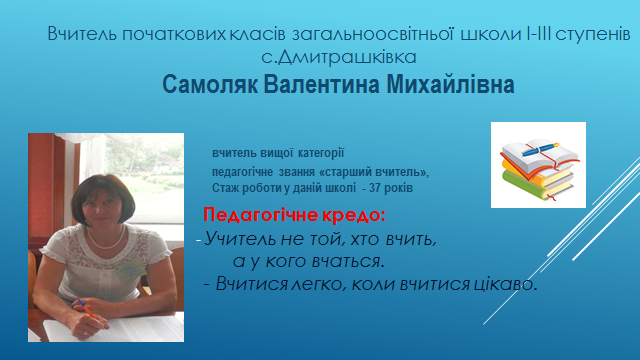 Вчитель початкових класів загальноосвітньої школи І-ІІІ ступенів
с.Дмитрашківка
Самоляк Валентина Михайлівна
вчитель вищої категорії
педагогічне звання «старший вчитель»,
Стаж роботи у даній школі - 37 років
Педагогічне кредо:
- Учитель не той, хто вчить,
а у кого вчаться.
- Вчитися легко, коли вчитися цікаво.